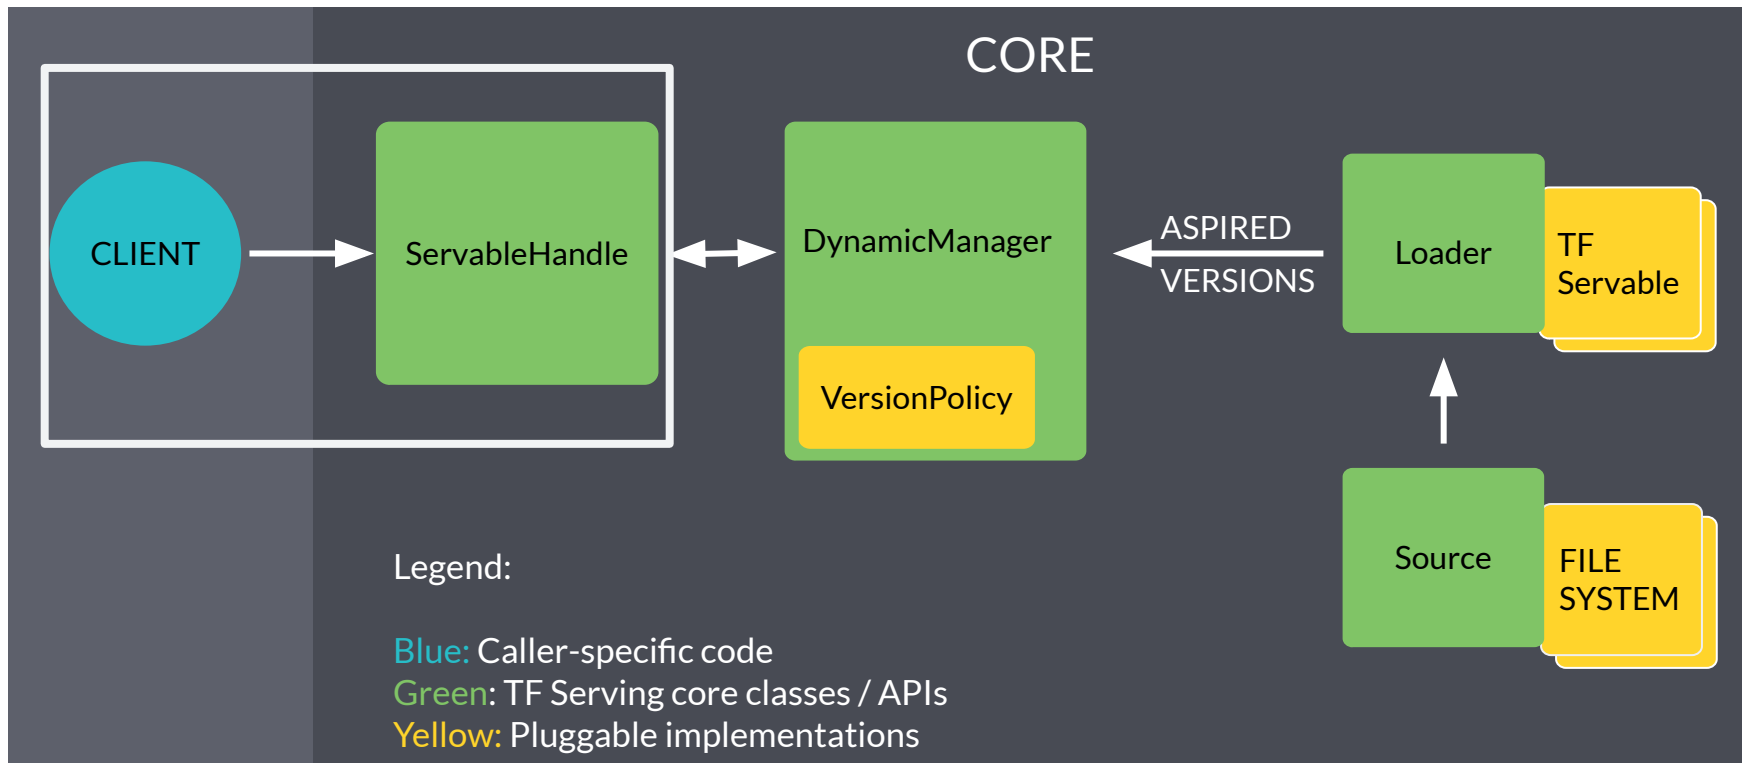 CORE
CLIENT
ServableHandle
DynamicManager
VersionPolicy
ASPIRED
VERSIONS
Loader
TF
Servable
Source
FILE
SYSTEM
Legend:
Blue: Caller-specific code
Green: TF Serving core classes / APIs
Yellow: Pluggable implementations